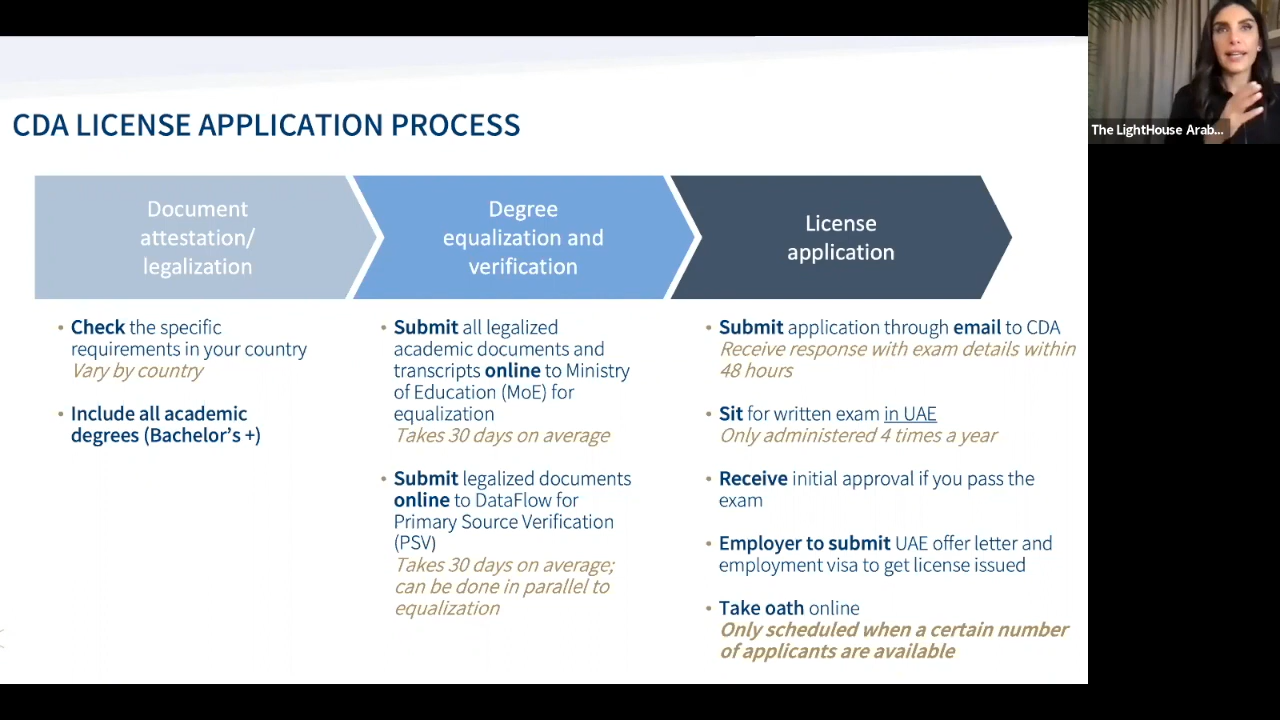 CDA LICENSE APPLICATION PROCESS
Document
attestation/
legalization
• Check the specific
requirements in your country
Vary by country
• Include all academic
degrees (Bachelor's +)
Degree
equalization and
verification
• Submit all legalized
academic documents and
transcripts online to Ministry
of Education (MoE) for
equalization
Takes 30 days on average
• Submit legalized documents
online to DataFlow for
Primary Source Verification
(PSV)
Takes 30 days on average;
can be done in parallel to
equalization
License
application
• Submit application through email to CDA
Receive response with exam details within
48 hours
• Sit for written exam in UAE
Only administered 4 times a year
• Receive initial approval if you pass the
exam
• Employer to submit UAE offer letter and
employment visa to get license issued
• Take oath online
Only scheduled when a certain number
of applicants are available
The LightHouse Arab...